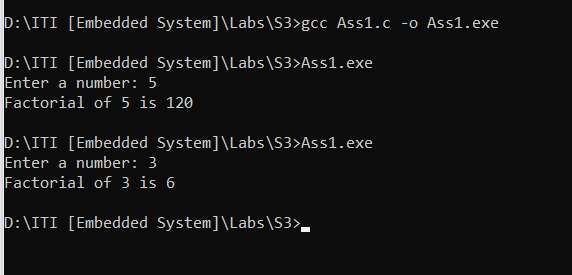 D:\ITI [Embedded System]\Labs\S3>gcc Ass1.c -o Ass1.exe
D:\ITI [Embedded System]\Labs\S3>Ass1.exe
Enter a number: 5
Factorial of 5 is 120
D:\ITI [Embedded System]\Labs\S3>Ass1.exe
Enter a number: 3
Factorial of 3 is 6
D:\ITI [Embedded System]\Labs\S3>